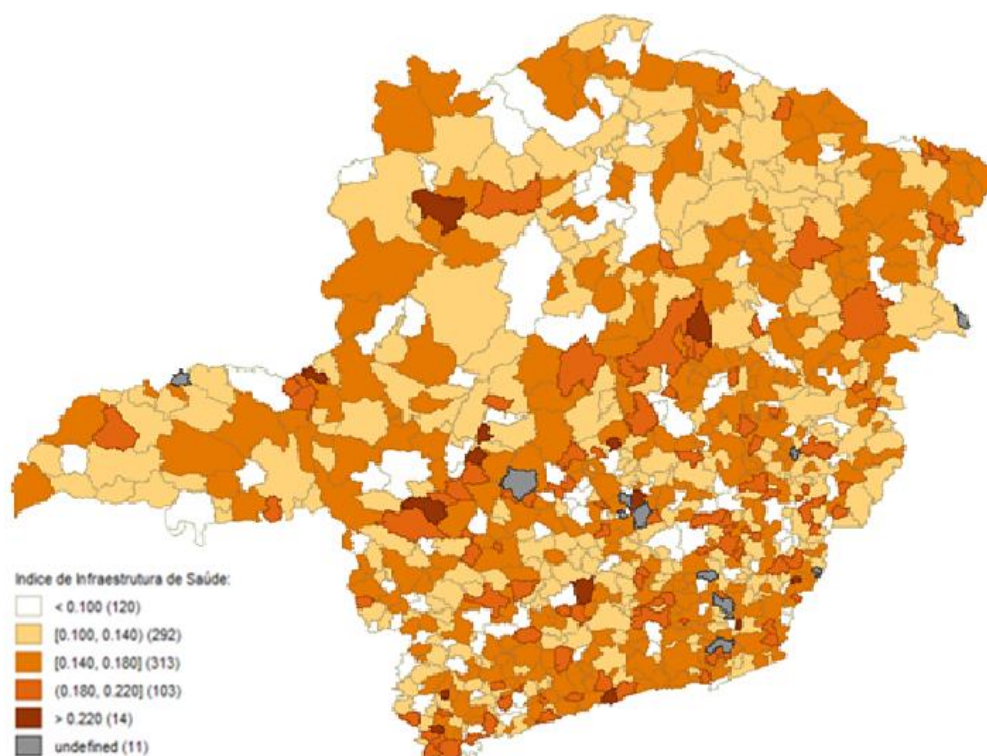 Indice de Infraestrutura de Saúde:
< 0.100 (120)
[0.100, 0.140) (292)
[0.140, 0.180] (313)
(0.180, 0.220] (103)
> 0.220 (14)
undefined (11)